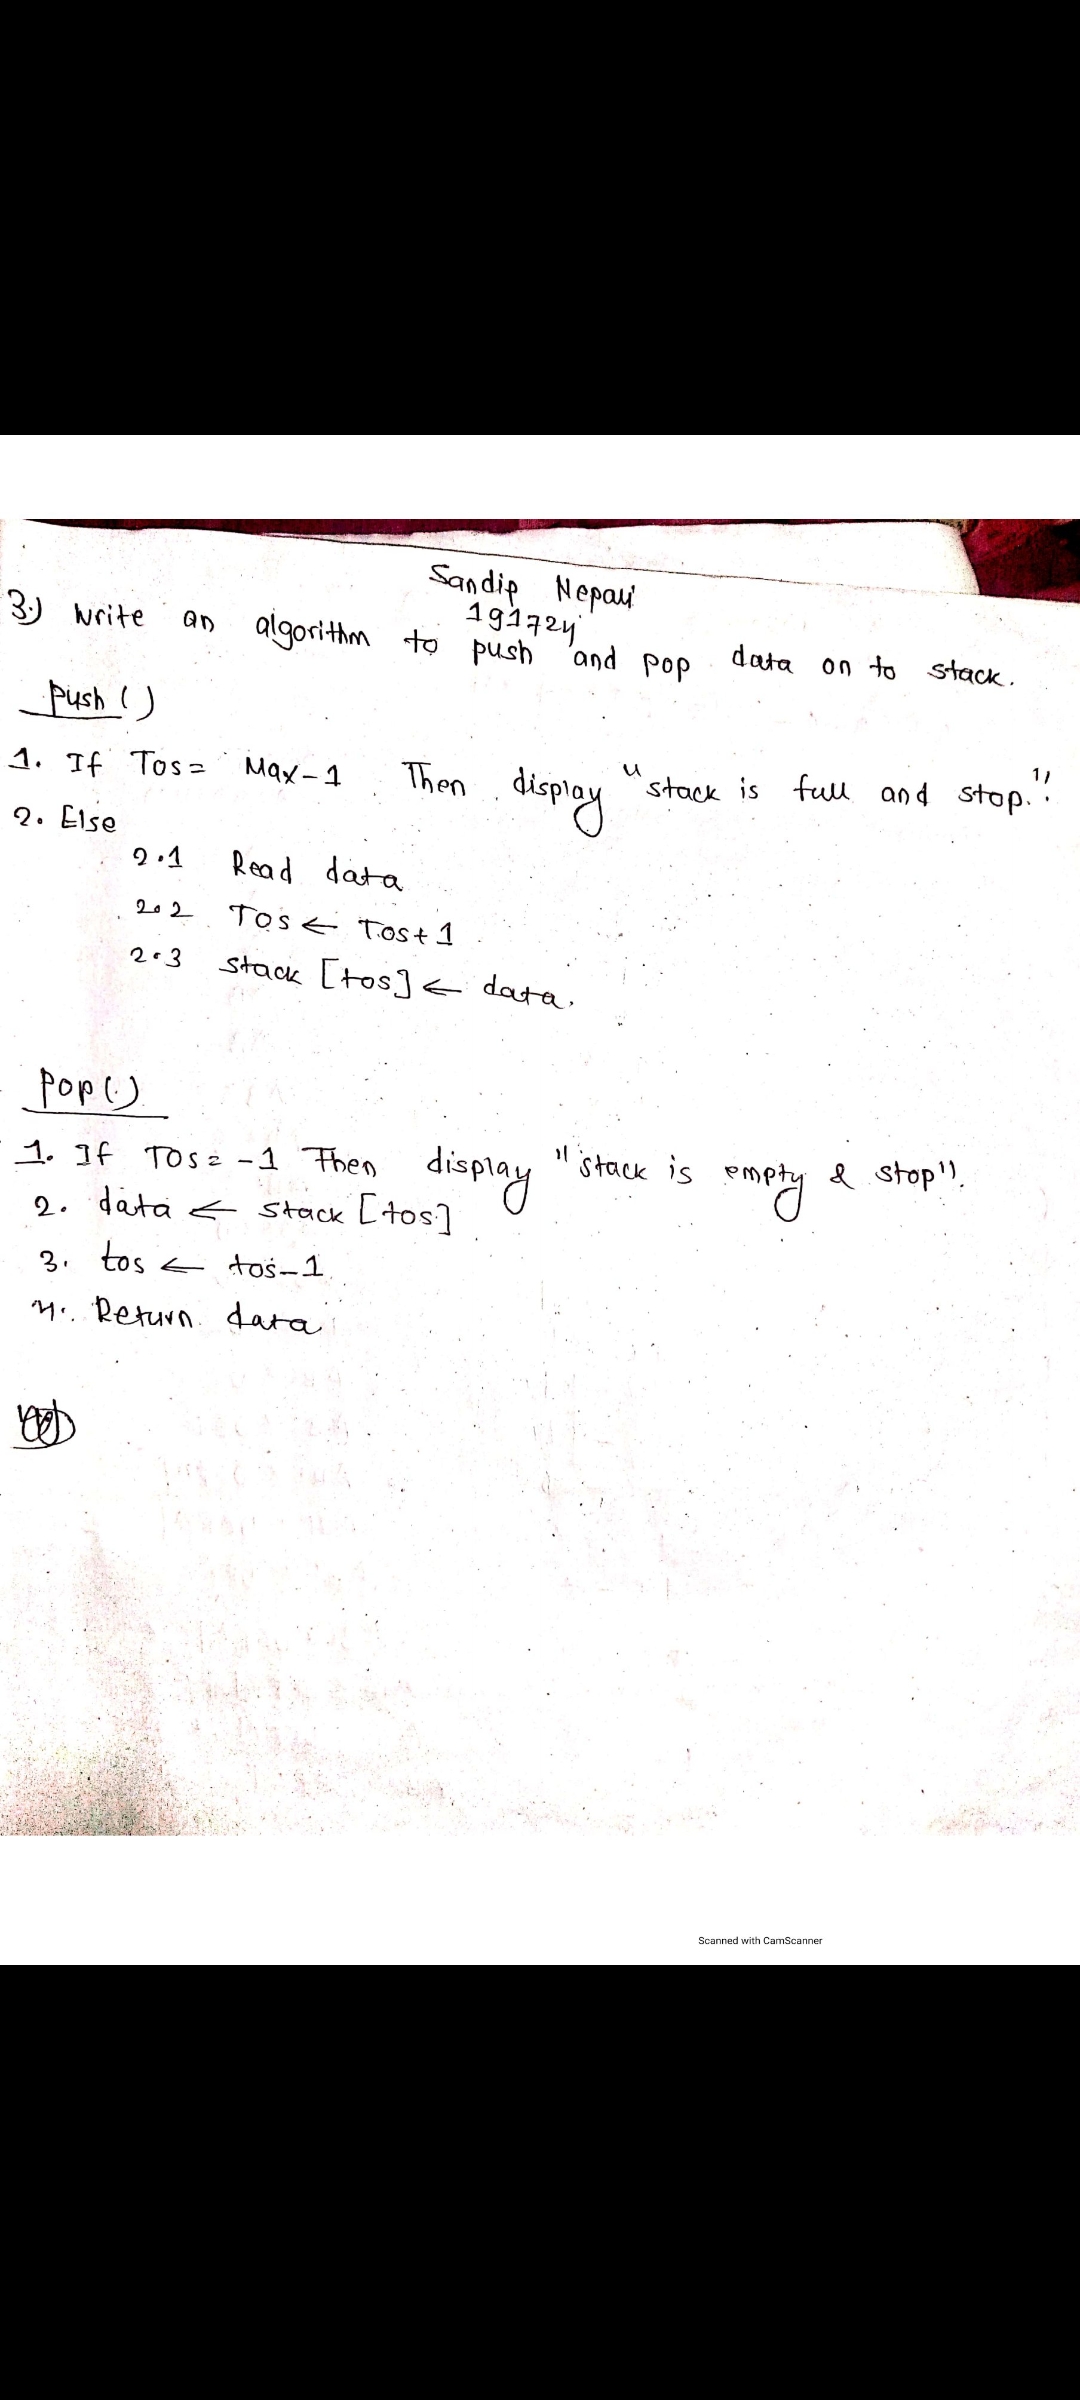 Sandip Nepali
191724
3.) Write an algorithm to push and pop data on to stack.
Push ()
1. If Tos = Max-1 Then display "stack is full and stop."
2. Else
2.1 Read data
2.2 Tos ← Tos+1
2.3 stack [tos] ← data.
Pop()
1. If Tos = -1 Then display "stack is empty & stop".
2. data ← stack [tos]
3. tos ← tos-1
4. Return data
Scanned with CamScanner